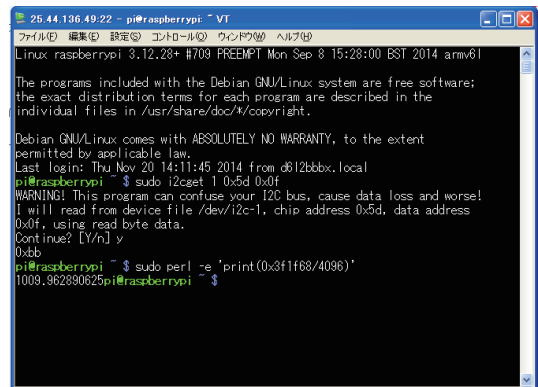 25.44.136.49:22 - pi@raspberrypi: ~ VT
ファイル(F) 編集(E) 設定(S) コントロール(O) ウィンドウ(W) ヘルプ(H)
Linux raspberrypi 3.12.28+ #709 PREEMPT Mon Sep 8 15:28:00 BST 2014 armv6l
The programs included with the Debian GNU/Linux system are free software;
the exact distribution terms for each program are described in the
individual files in /usr/share/doc/*/copyright.
Debian GNU/Linux comes with ABSOLUTELY NO WARRANTY, to the extent
permitted by applicable law.
Last login: Thu Nov 20 14:11:45 2014 from d6l2bbbx.local
pi@raspberrypi ~ $ sudo i2cget 1 0x5d 0x0f
WARNING! This program can confuse your I2C bus, cause data loss and worse!
I will read from device file /dev/i2c-1, chip address 0x5d, data address
0x0f, using read byte data.
Continue? [Y/n] y
0xbb
pi@raspberrypi ~ $ sudo perl -e 'print(0x3f1f68/4096)'
1009.962890625pi@raspberrypi ~ $